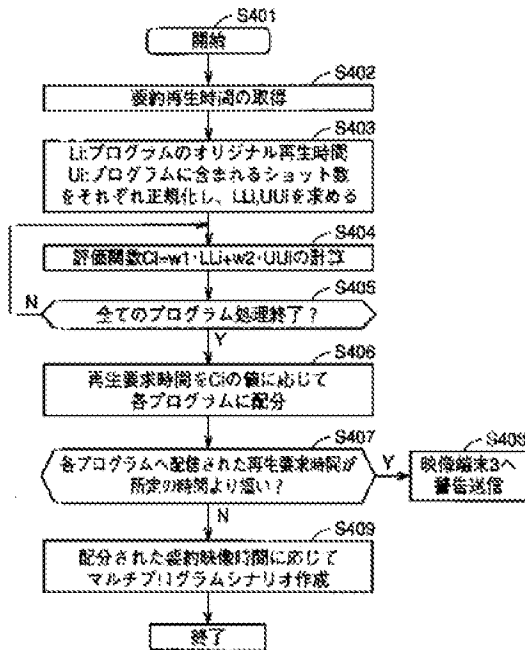 S401
開始
S402
要約再生時間の取得
S403
Li:プログラムのオリジナル再生時間
Ui:プログラムに含まれるショット数
をそれぞれ正規化し、LLi,UUiを求める
S404
評価関数Ci=w1·LLi+w2·UUiの計算
S405
N
全てのプログラム処理終了？
Y
S406
再生要求時間をCiの値に応じて
各プログラムに配分
S407
各プログラムへ配信された再生要求時間が
所定の時間より短い？
Y
S408
映像端末3へ
警告送信
N
S409
配分された要約映像時間に応じて
マルチプログラムシナリオ作成
終了